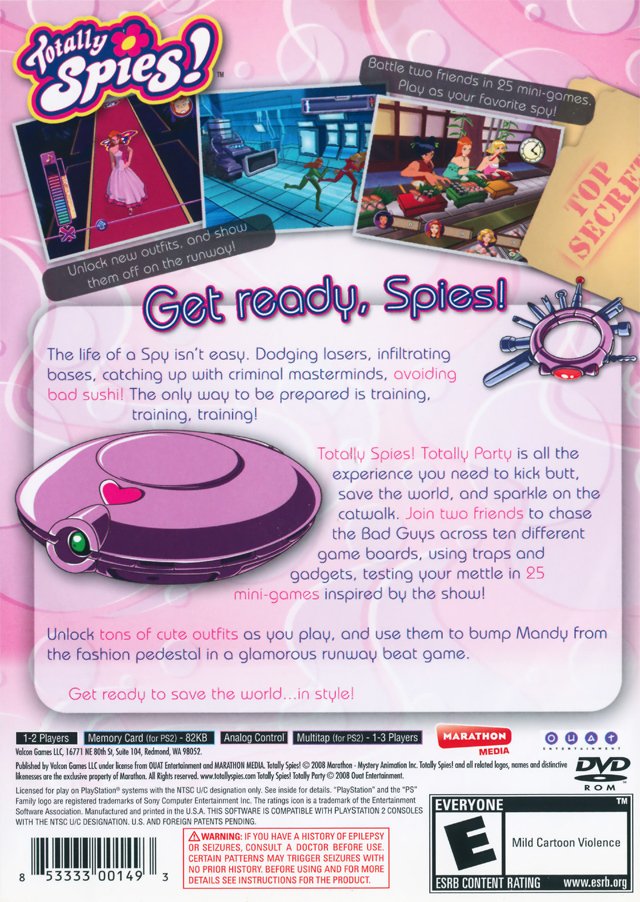 Totally
Spies!
TM
Battle two friends in 25 mini-games.
Play as your favorite spy!
TOP
SECRET
Unlock new outfits, and show
them off on the runway!
Get ready, Spies!
The life of a Spy isn't easy. Dodging lasers, infiltrating
bases, catching up with criminal masterminds, avoiding
bad sushi! The only way to be prepared is training,
training, training!
Totally Spies! Totally Party is all the
experience you need to kick butt,
save the world, and sparkle on the
catwalk. Join two friends to chase
the Bad Guys across ten different
game boards, using traps and
gadgets, testing your mettle in 25
mini-games inspired by the show!
Unlock tons of cute outfits as you play, and use them to bump Mandy from
the fashion pedestal in a glamorous runway beat game.
Get ready to save the world...in style!
1-2 Players
Memory Card (for PS2) - 82KB
Analog Control
Multitap (for PS2) - 1-3 Players
MARATHON
MEDIA
OUAT
ENTERTAINMENT
Valcon Games LLC, 16771 NE 80th St, Suite 104, Redmond, WA 98052.
Published by Valcon Games LLC under license from OUAT Entertainment and MARATHON MEDIA. Totally Spies! © 2008 Marathon - Mystery Animation Inc. Totally Spies! and all related logos, names and distinctive
likenesses are the exclusive property of Marathon. All Rights reserved. www.totallyspies.com Totally Spies! Totally Party © 2008 Ouat Entertainment.
DVD
ROM
Licensed for play on PlayStation® systems with the NTSC U/C designation only. See inside for details. "PlayStation" and the "PS"
Family logo are registered trademarks of Sony Computer Entertainment Inc. The ratings icon is a trademark of the Entertainment
Software Association. Manufactured and printed in the U.S.A. THIS SOFTWARE IS COMPATIBLE WITH PLAYSTATION 2 CONSOLES
WITH THE NTSC U/C DESIGNATION. U.S. AND FOREIGN PATENTS PENDING.
WARNING: IF YOU HAVE A HISTORY OF EPILEPSY
OR SEIZURES, CONSULT A DOCTOR BEFORE USE.
CERTAIN PATTERNS MAY TRIGGER SEIZURES WITH
NO PRIOR HISTORY. BEFORE USING AND FOR MORE
DETAILS SEE INSTRUCTIONS FOR THE PRODUCT.
8 53333 00149 3
EVERYONE
TM
E
Mild Cartoon Violence
ESRB CONTENT RATING www.esrb.org